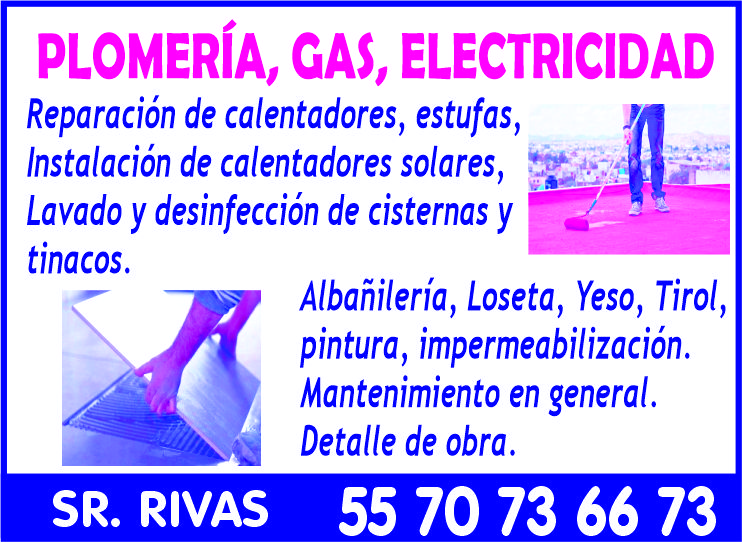 PLOMERÍA, GAS, ELECTRICIDAD
Reparación de calentadores, estufas,
Instalación de calentadores solares,
Lavado y desinfección de cisternas y
tinacos.
Albañilería, Loseta, Yeso, Tirol,
pintura, impermeabilización.
Mantenimiento en general.
Detalle de obra.
SR. RIVAS 55 70 73 66 73